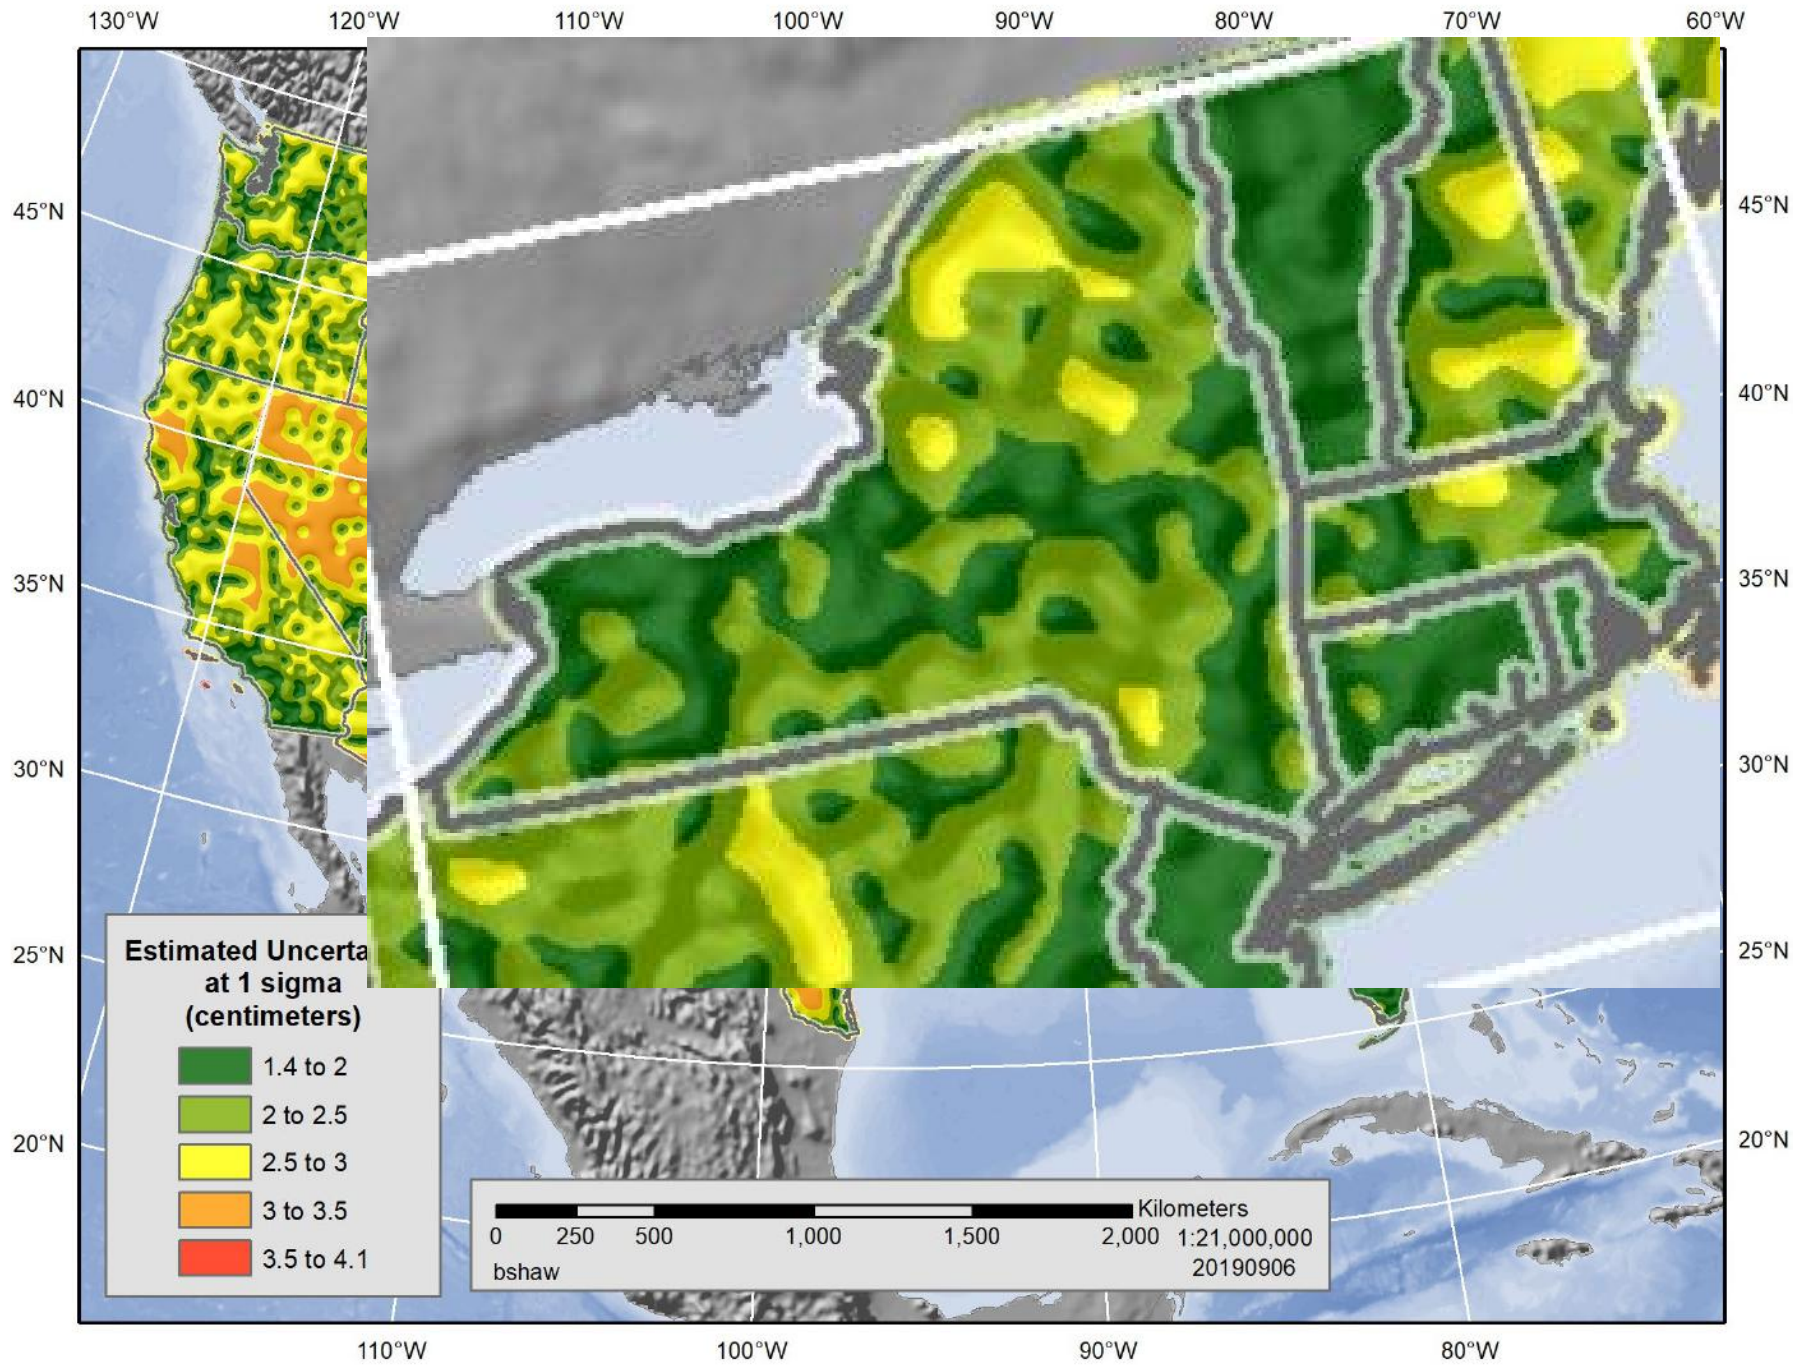 130°W 120°W 110°W 100°W 90°W 80°W 70°W 60°W
45°N 45°N
40°N 40°N
35°N 35°N
30°N 30°N
25°N 25°N
20°N 20°N
Estimated Uncerta
at 1 sigma
(centimeters)
1.4 to 2
2 to 2.5
2.5 to 3
3 to 3.5
3.5 to 4.1
Kilometers
0 250 500 1,000 1,500 2,000 1:21,000,000
bshaw 20190906
110°W 100°W 90°W 80°W